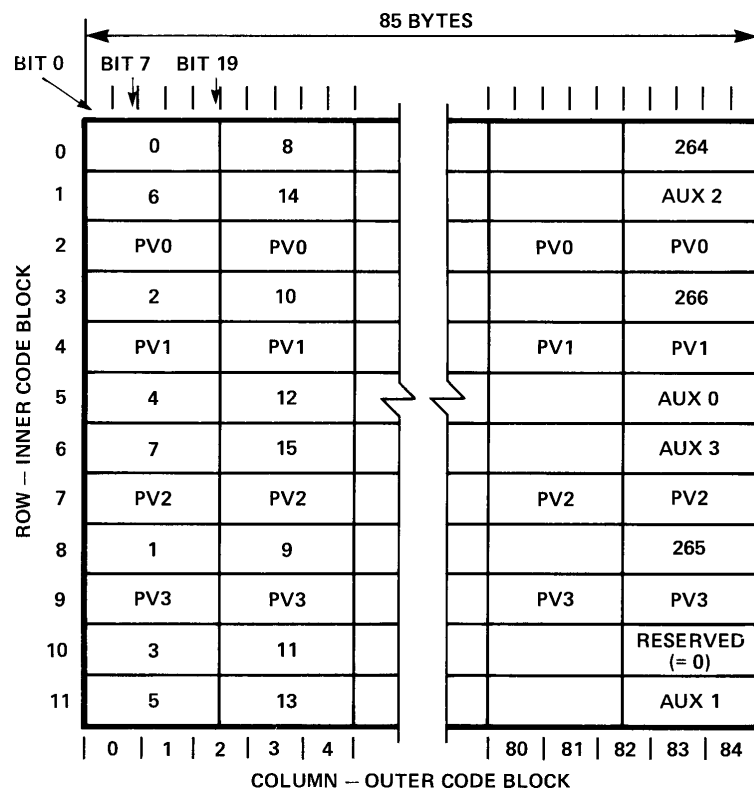 85 BYTES
BIT 0 BIT 7 BIT 19
0 0 8 264
1 6 14 AUX 2
2 PV0 PV0 PV0 PV0
3 2 10 266
4 PV1 PV1 PV1 PV1
5 4 12 AUX 0
6 7 15 AUX 3
7 PV2 PV2 PV2 PV2
8 1 9 265
9 PV3 PV3 PV3 PV3
10 3 11 RESERVED
(= 0)
11 5 13 AUX 1
ROW – INNER CODE BLOCK
0 1 2 3 4 80 81 82 83 84
COLUMN – OUTER CODE BLOCK